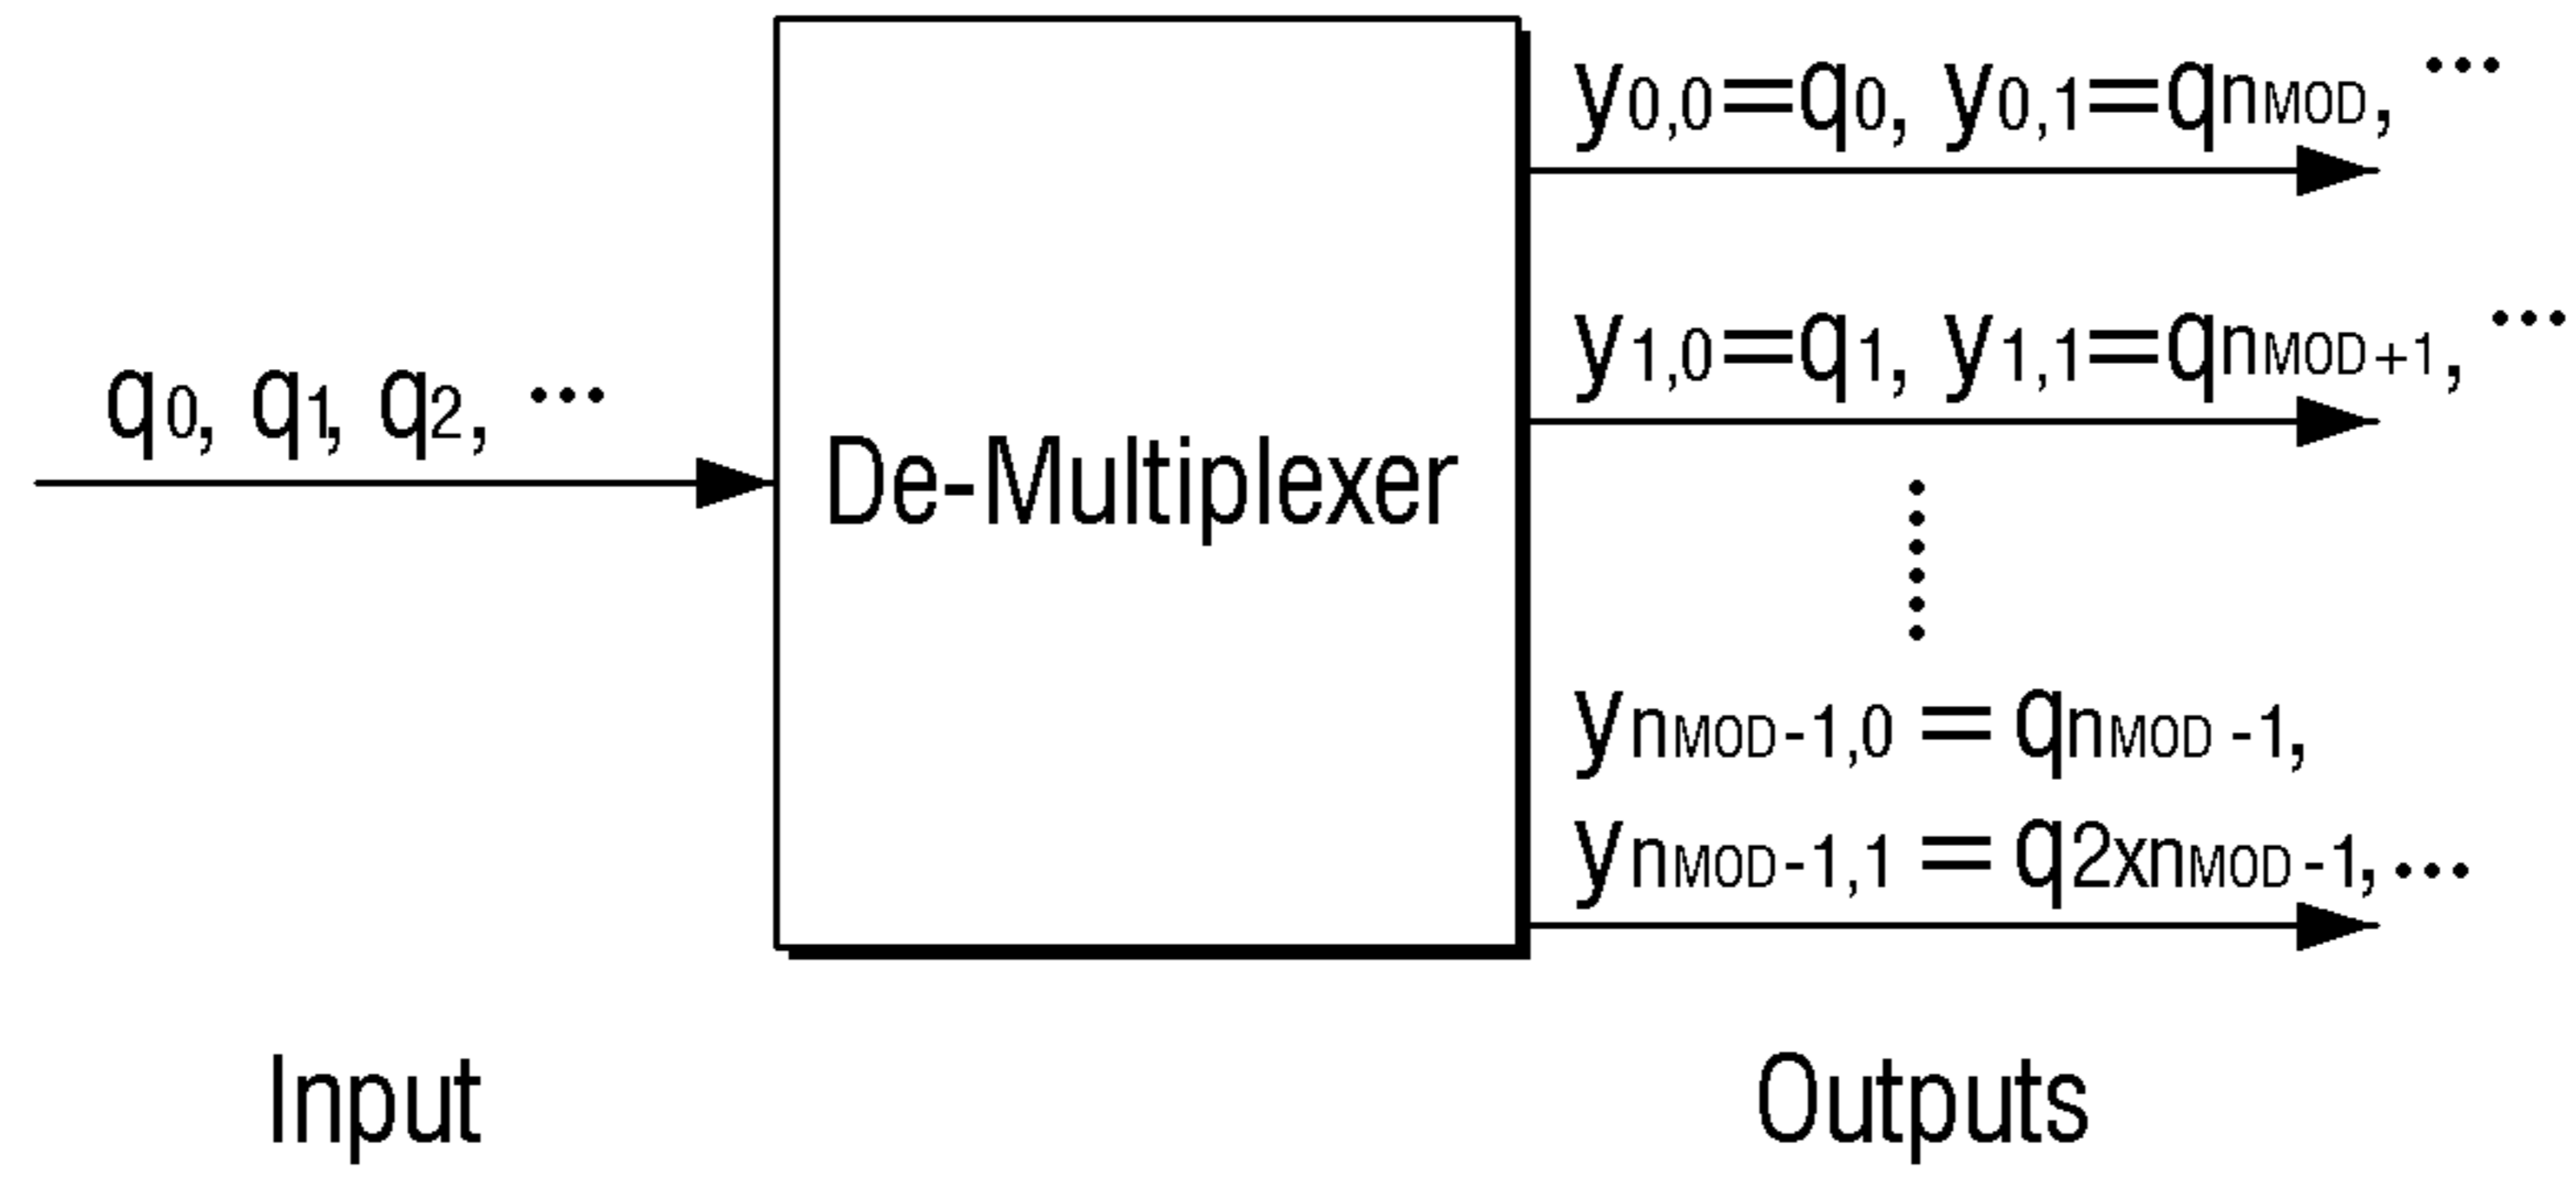 y0,0=q0, y0,1=qnMOD, ...
y1,0=q1, y1,1=qnMOD+1, ...
q0, q1, q2, ...
De-Multiplexer
ynMOD-1,0 = qnMOD-1,
ynMOD-1,1 = q2xnMOD-1, ...
Input
Outputs